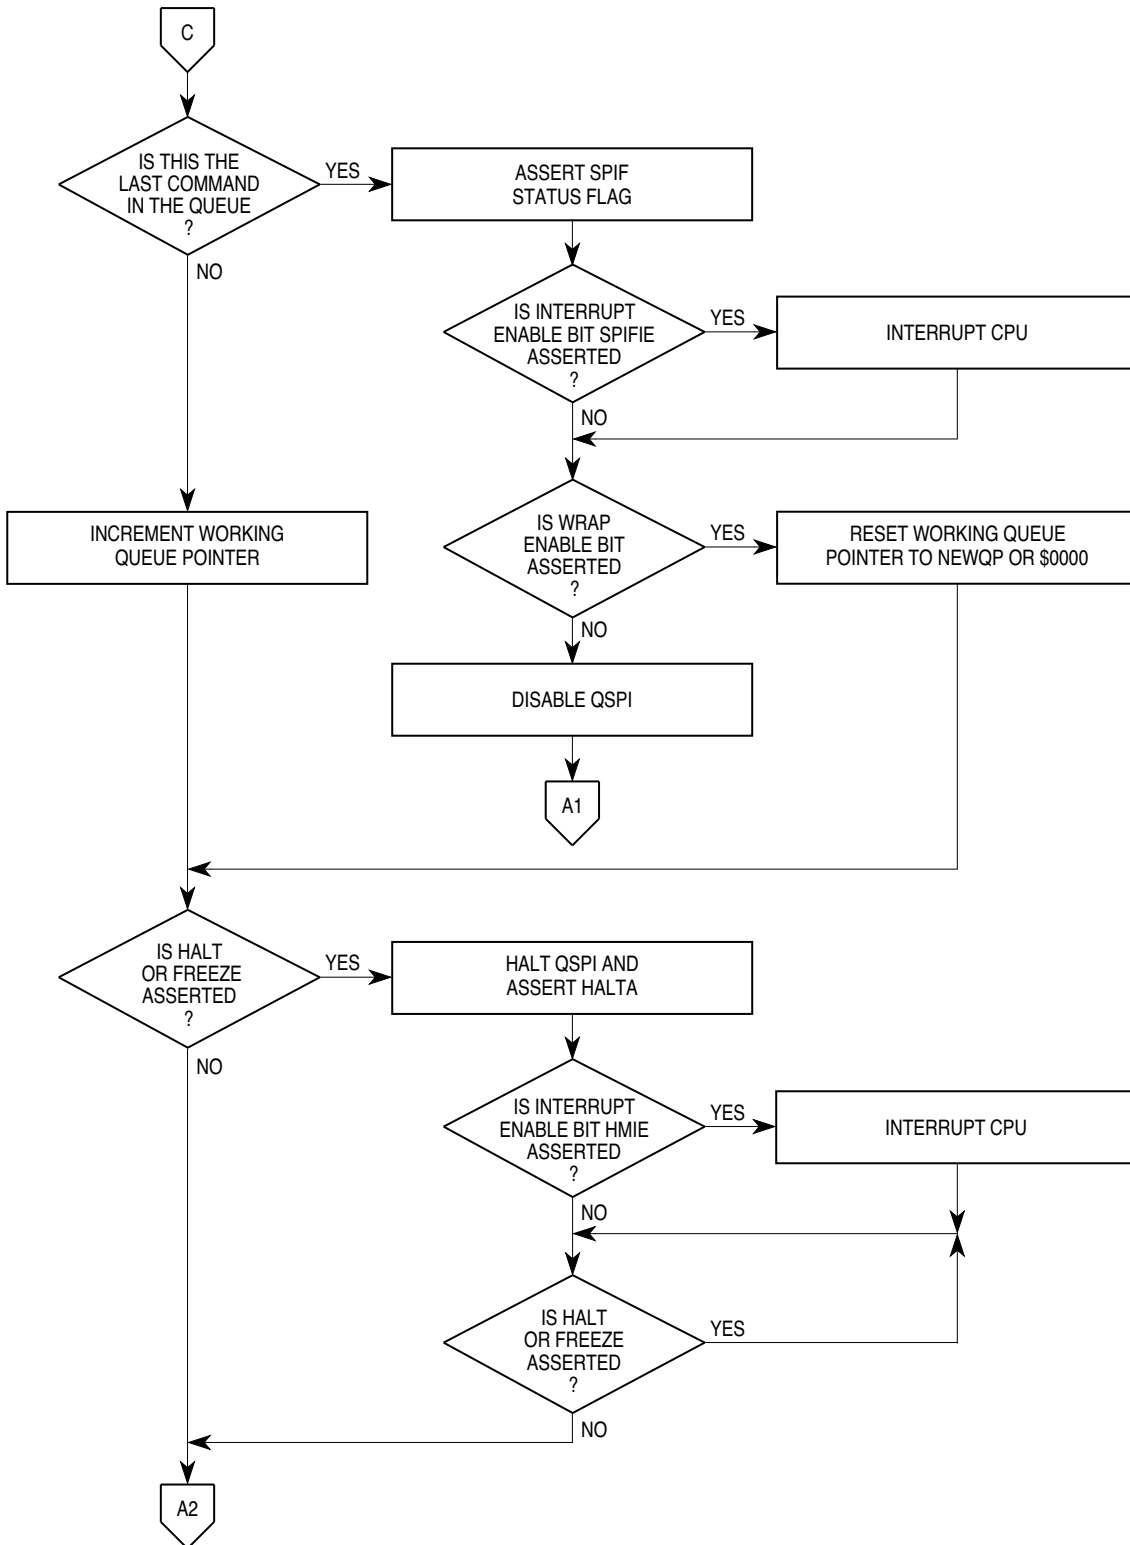 C
IS THIS THE
LAST COMMAND
IN THE QUEUE
?
YES
ASSERT SPIF
STATUS FLAG
NO
IS INTERRUPT
ENABLE BIT SPIFIE
ASSERTED
?
YES
INTERRUPT CPU
NO
INCREMENT WORKING
QUEUE POINTER
IS WRAP
ENABLE BIT
ASSERTED
?
YES
RESET WORKING QUEUE
POINTER TO NEWQP OR $0000
NO
DISABLE QSPI
A1
IS HALT
OR FREEZE
ASSERTED
?
YES
HALT QSPI AND
ASSERT HALTA
NO
IS INTERRUPT
ENABLE BIT HMIE
ASSERTED
?
YES
INTERRUPT CPU
NO
IS HALT
OR FREEZE
ASSERTED
?
YES
NO
A2